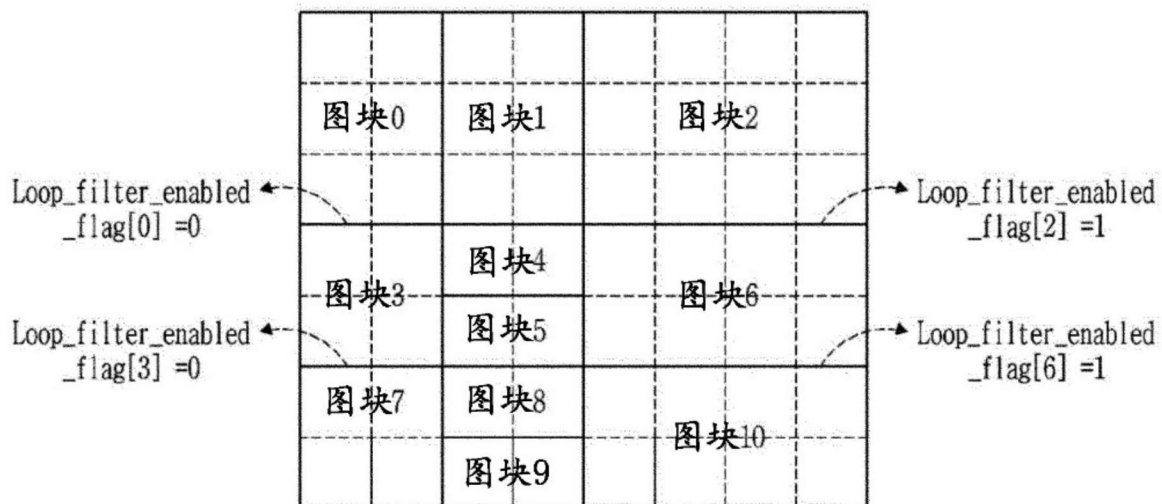 图块0
图块1
图块2
Loop_filter_enabled
_flag[0] =0
Loop_filter_enabled
_flag[2] =1
图块4
图块3
图块6
图块5
Loop_filter_enabled
_flag[3] =0
Loop_filter_enabled
_flag[6] =1
图块7
图块8
图块10
图块9